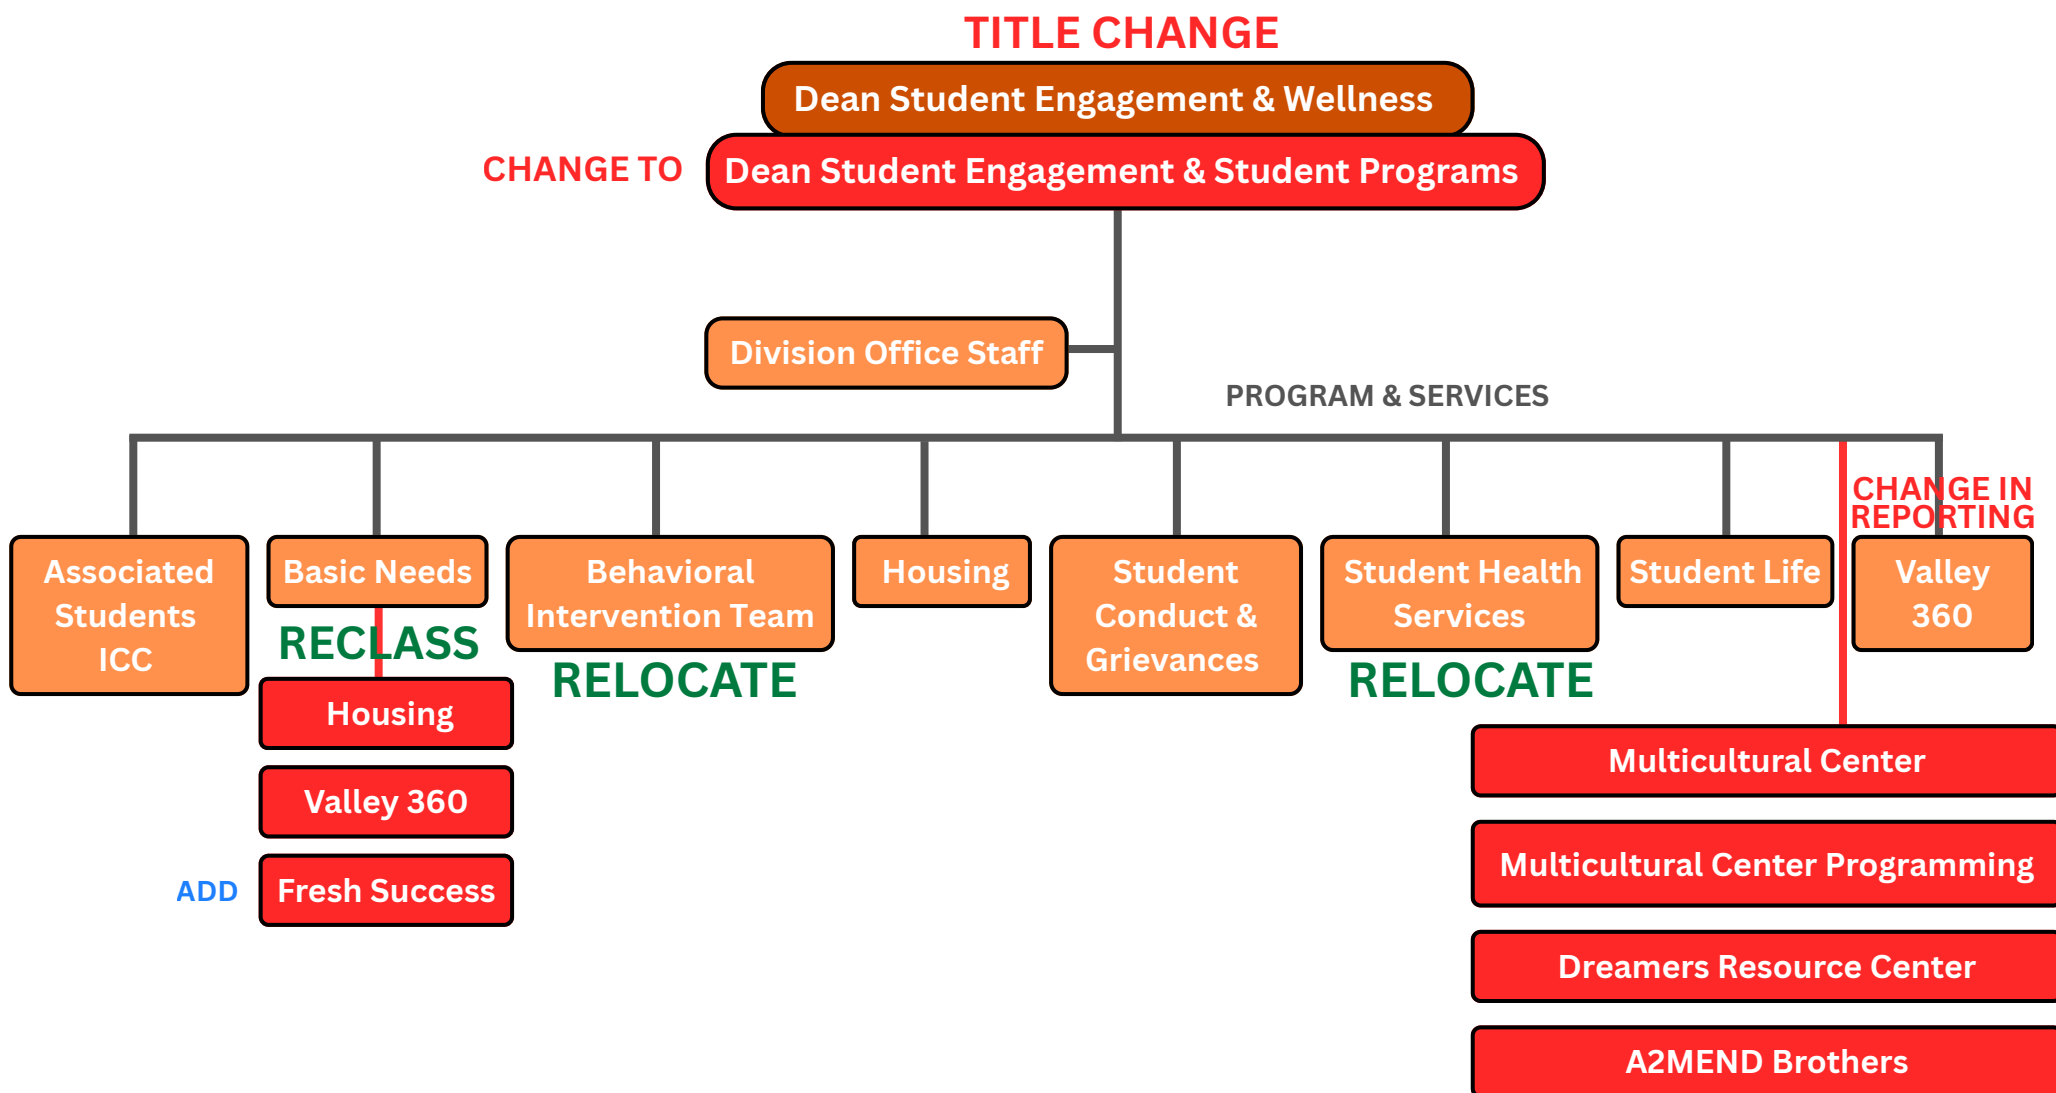 TITLE CHANGE
Dean Student Engagement & Wellness
CHANGE TO
Dean Student Engagement & Student Programs
Division Office Staff
PROGRAM & SERVICES
CHANGE IN
REPORTING
Associated
Students
ICC
Basic Needs
Behavioral
Intervention Team
Housing
Student
Conduct &
Grievances
Student Health
Services
Student Life
Valley
360
RECLASS
RELOCATE
RELOCATE
Housing
Valley 360
ADD
Fresh Success
Multicultural Center
Multicultural Center Programming
Dreamers Resource Center
A2MEND Brothers